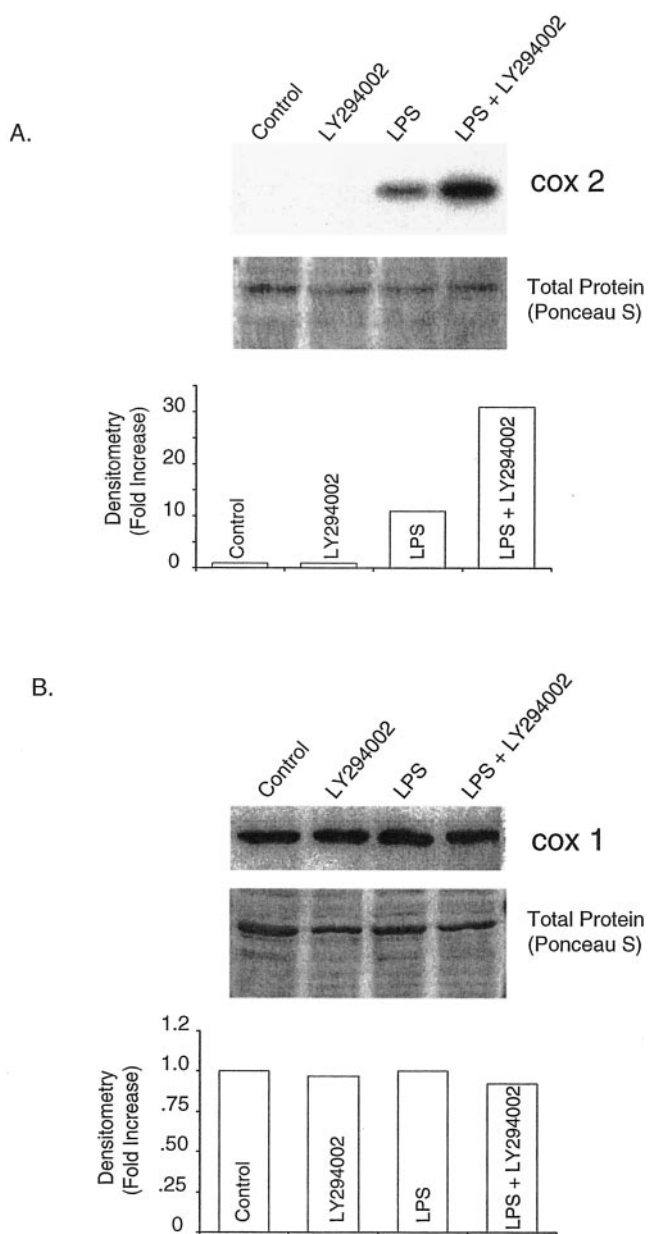 A.
Control
LY294002
LPS
LPS + LY294002
cox 2
Total Protein
(Ponceau S)
Densitometry
(Fold Increase)
30
20
10
0
Control
LY294002
LPS
LPS + LY294002
B.
Control
LY294002
LPS
LPS + LY294002
cox 1
Total Protein
(Ponceau S)
Densitometry
(Fold Increase)
1.2
1.0
.75
.50
.25
0
Control
LY294002
LPS
LPS + LY294002